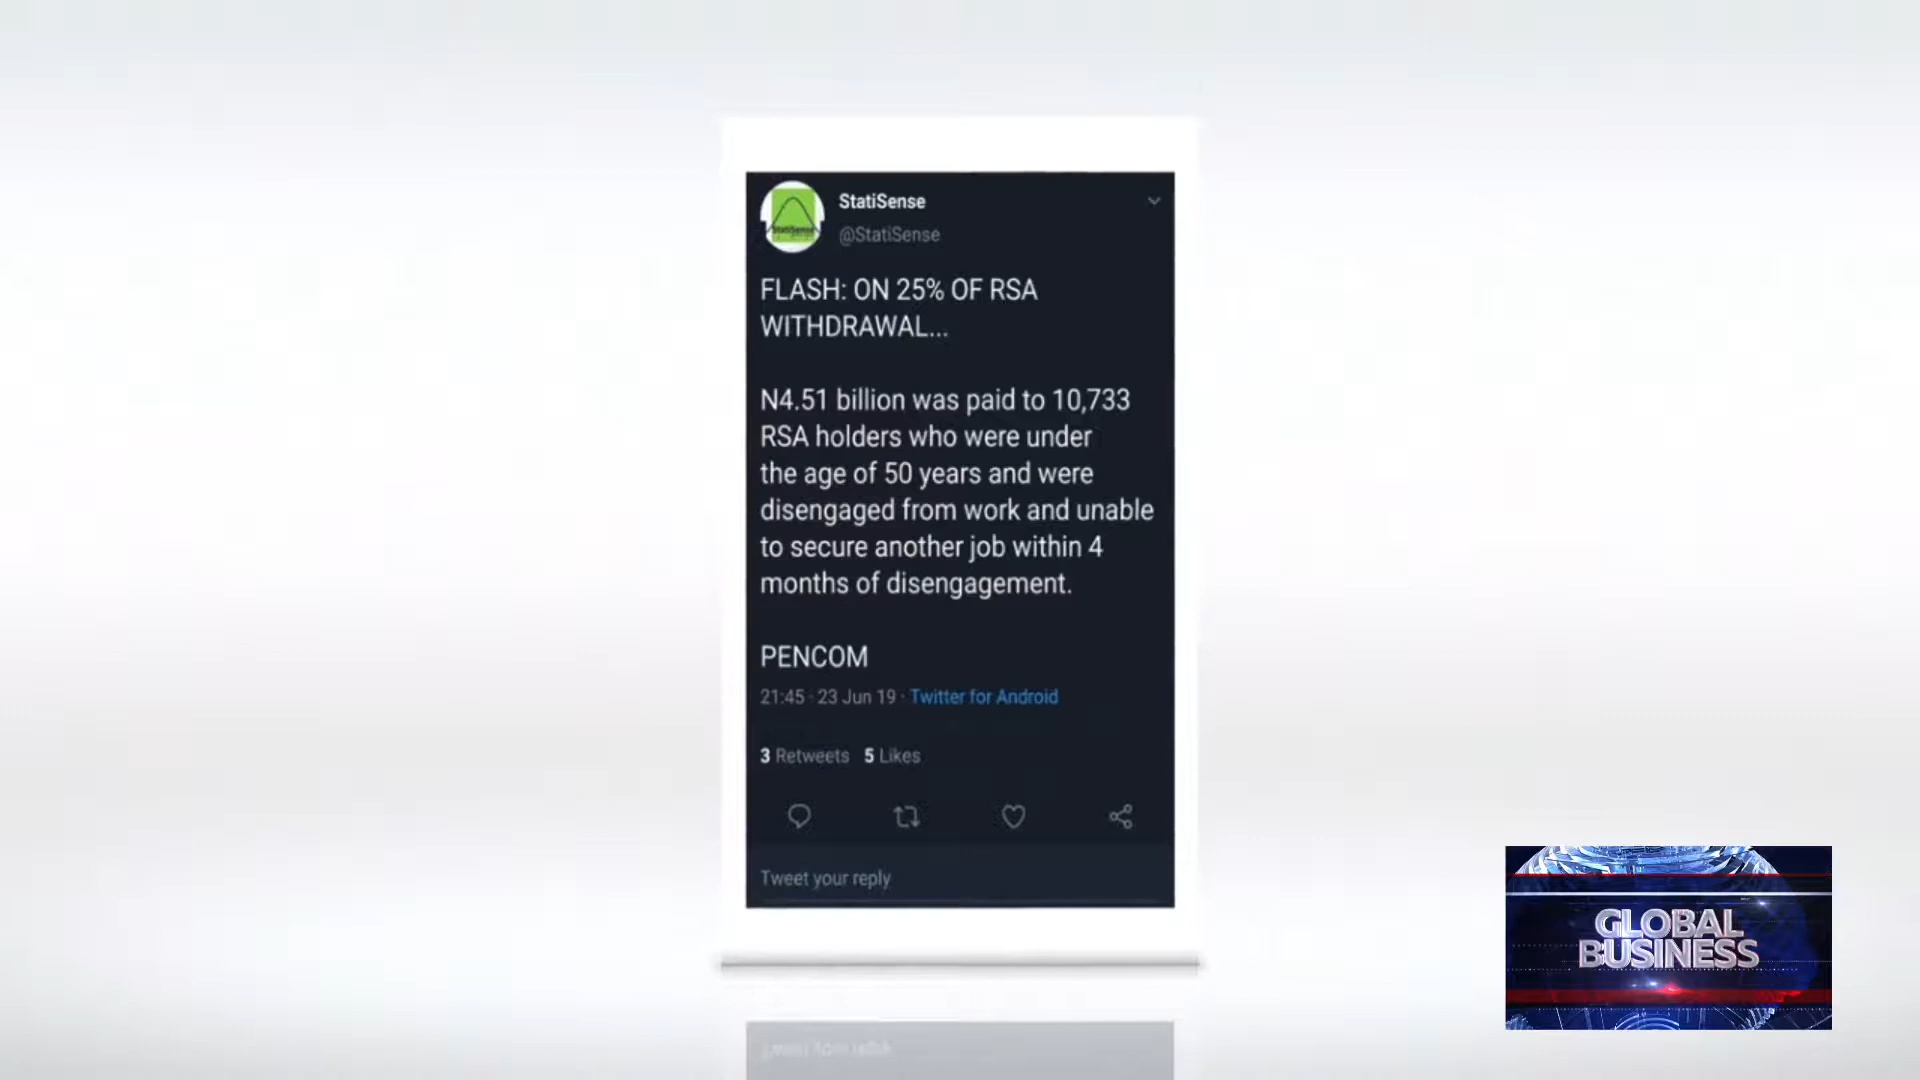 StatiSense
@StatiSense
FLASH: ON 25% OF RSA
WITHDRAWAL...
N4.51 billion was paid to 10,733
RSA holders who were under
the age of 50 years and were
disengaged from work and unable
to secure another job within 4
months of disengagement.
PENCOM
21:45 · 23 Jun 19 · Twitter for Android
3 Retweets 5 Likes
Tweet your reply
GLOBAL
BUSINESS